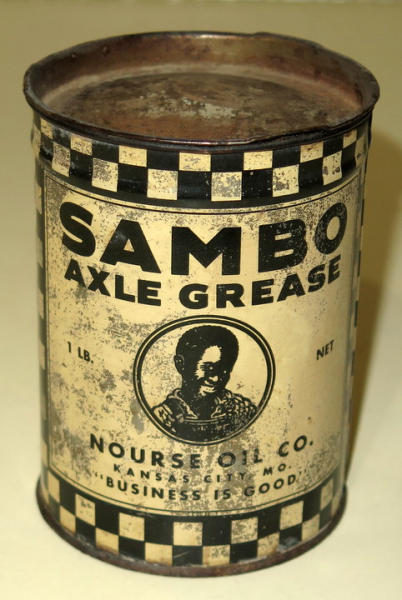 SAMBO
AXLE GREASE
1 LB. NET
NOURSE OIL CO.
KANSAS CITY, MO.
"BUSINESS IS GOOD"